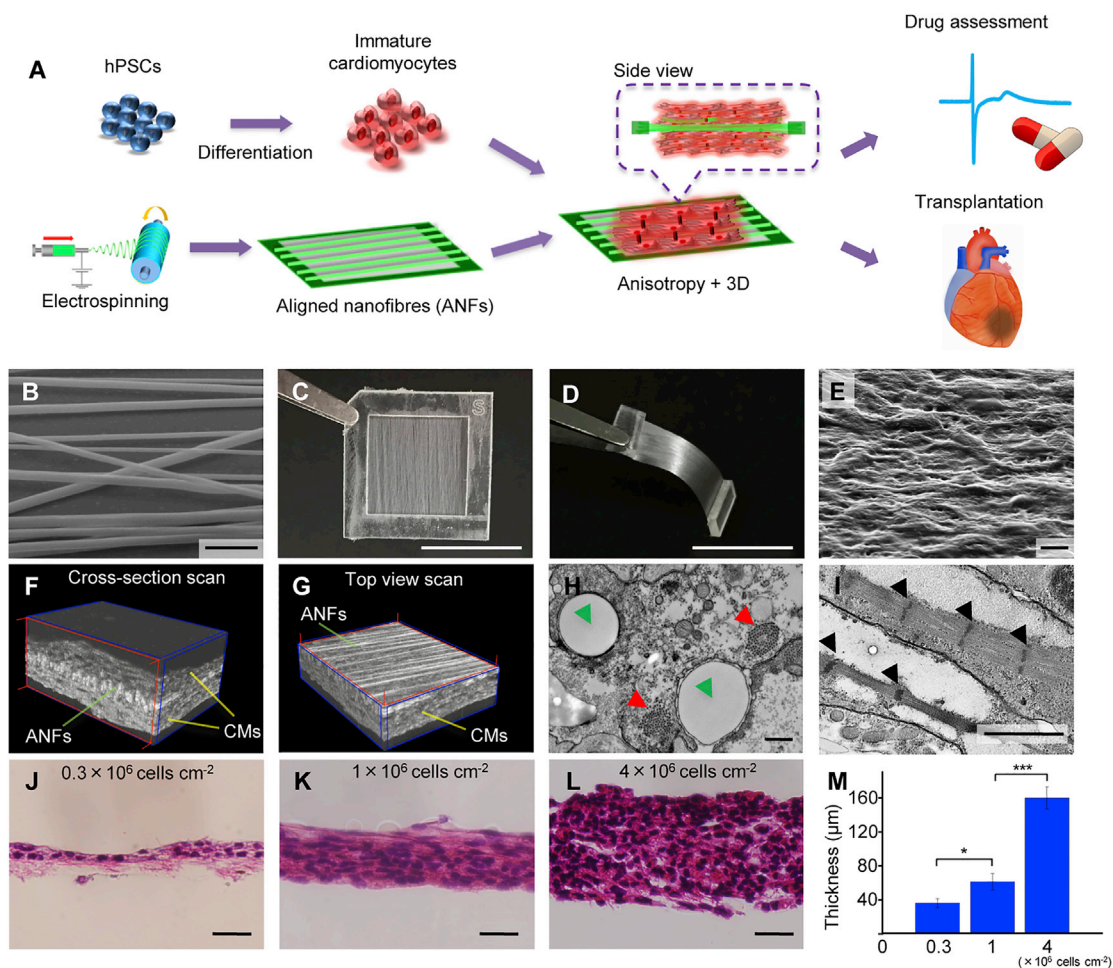 A
hPSCs
Differentiation
Immature
cardiomyocytes
Side view
Drug assessment
Electrospinning
Aligned nanofibres (ANFs)
Anisotropy + 3D
Transplantation
B
C
S
D
E
F
Cross-section scan
ANFs
CMs
G
Top view scan
ANFs
CMs
H
I
J
0.3 × 10⁶ cells cm⁻²
K
1 × 10⁶ cells cm⁻²
L
4 × 10⁶ cells cm⁻²
M
Thickness (μm)
160
120
80
40
0
0.3
1
4
*
***
(× 10⁶ cells cm⁻²)